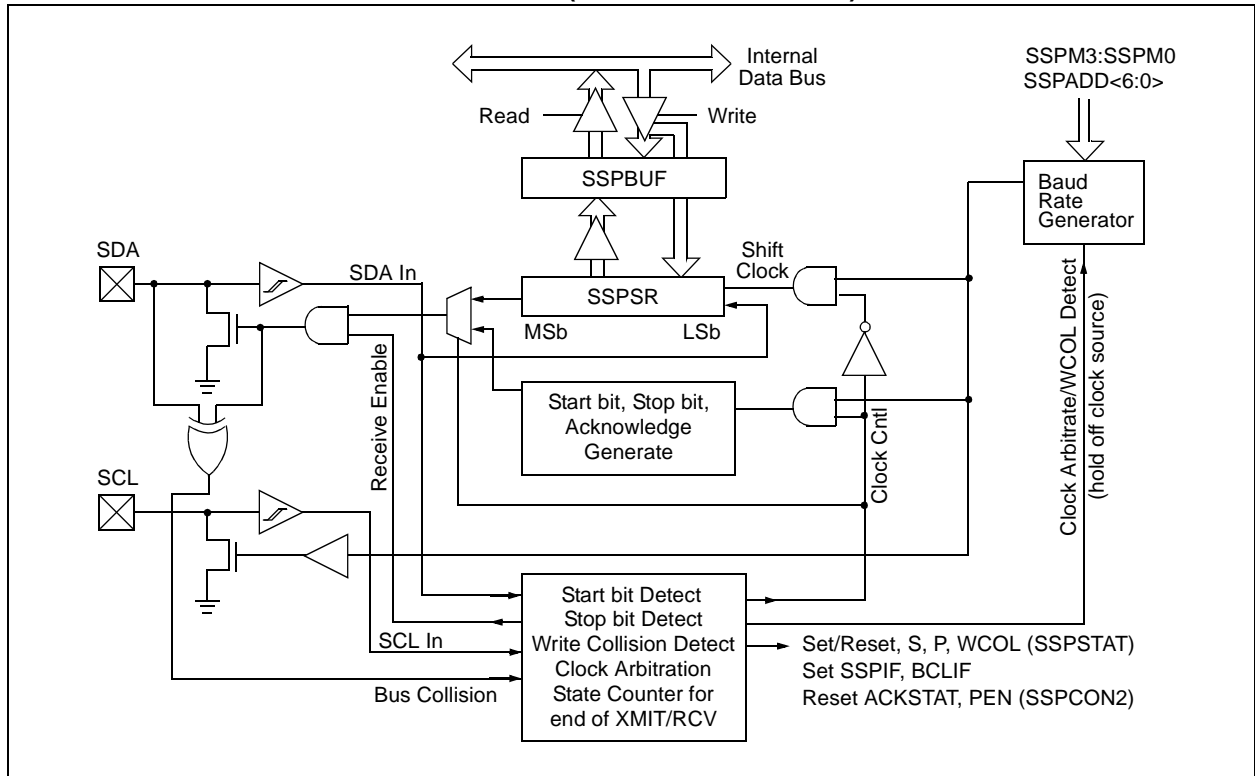 Internal
Data Bus
SSPM3:SSPM0
SSPADD<6:0>
Read
Write
SSPBUF
Baud
Rate
Generator
SDA
SDA In
Shift
Clock
SSPSR
MSb
LSb
Clock Arbitrate/WCOL Detect
(hold off clock source)
Receive Enable
Start bit, Stop bit,
Acknowledge
Generate
Clock Cntl
SCL
SCL In
Bus Collision
Start bit Detect
Stop bit Detect
Write Collision Detect
Clock Arbitration
State Counter for
end of XMIT/RCV
Set/Reset, S, P, WCOL (SSPSTAT)
Set SSPIF, BCLIF
Reset ACKSTAT, PEN (SSPCON2)